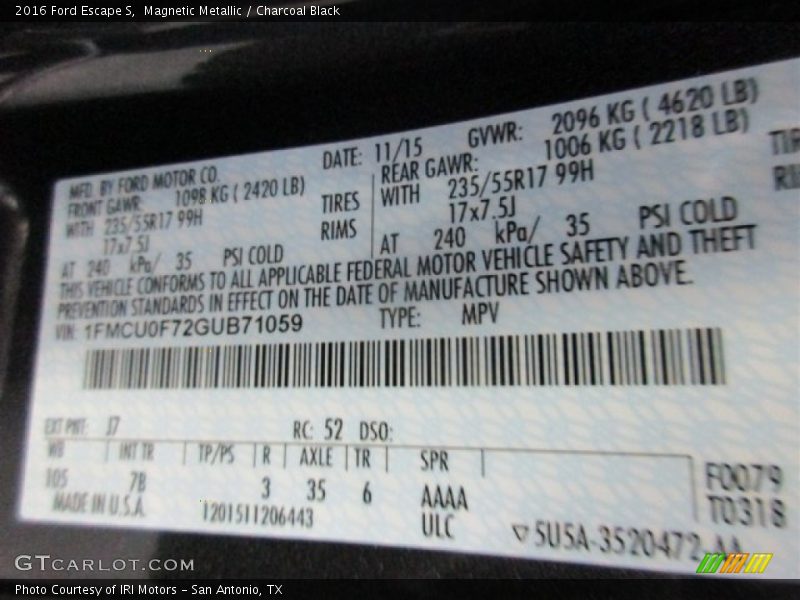 2016 Ford Escape S,  Magnetic Metallic / Charcoal Black
MFD. BY FORD MOTOR CO. DATE: 11/15 GVWR: 2096 KG ( 4620 LB)
FRONT GAWR: 1098 KG ( 2420 LB) REAR GAWR: 1006 KG ( 2218 LB)
WITH 235/55R17 99H TIRES WITH 235/55R17 99H
17x7.5J RIMS 17x7.5J
AT 240 kPa/ 35 PSI COLD AT 240 kPa/ 35 PSI COLD
THIS VEHICLE CONFORMS TO ALL APPLICABLE FEDERAL MOTOR VEHICLE SAFETY AND THEFT
PREVENTION STANDARDS IN EFFECT ON THE DATE OF MANUFACTURE SHOWN ABOVE.
VIN: 1FMCU0F72GUB71059 TYPE: MPV
EXT PNT: J7 RC: 52 DSO:
WB INT TR TP/PS R AXLE TR SPR
105 7B 3 35 6 AAAA F0079
MADE IN U.S.A. 1201511206443 ULC T0318
5U5A-3520472-AA
GTCARLOT.COM
Photo Courtesy of IRI Motors – San Antonio, TX